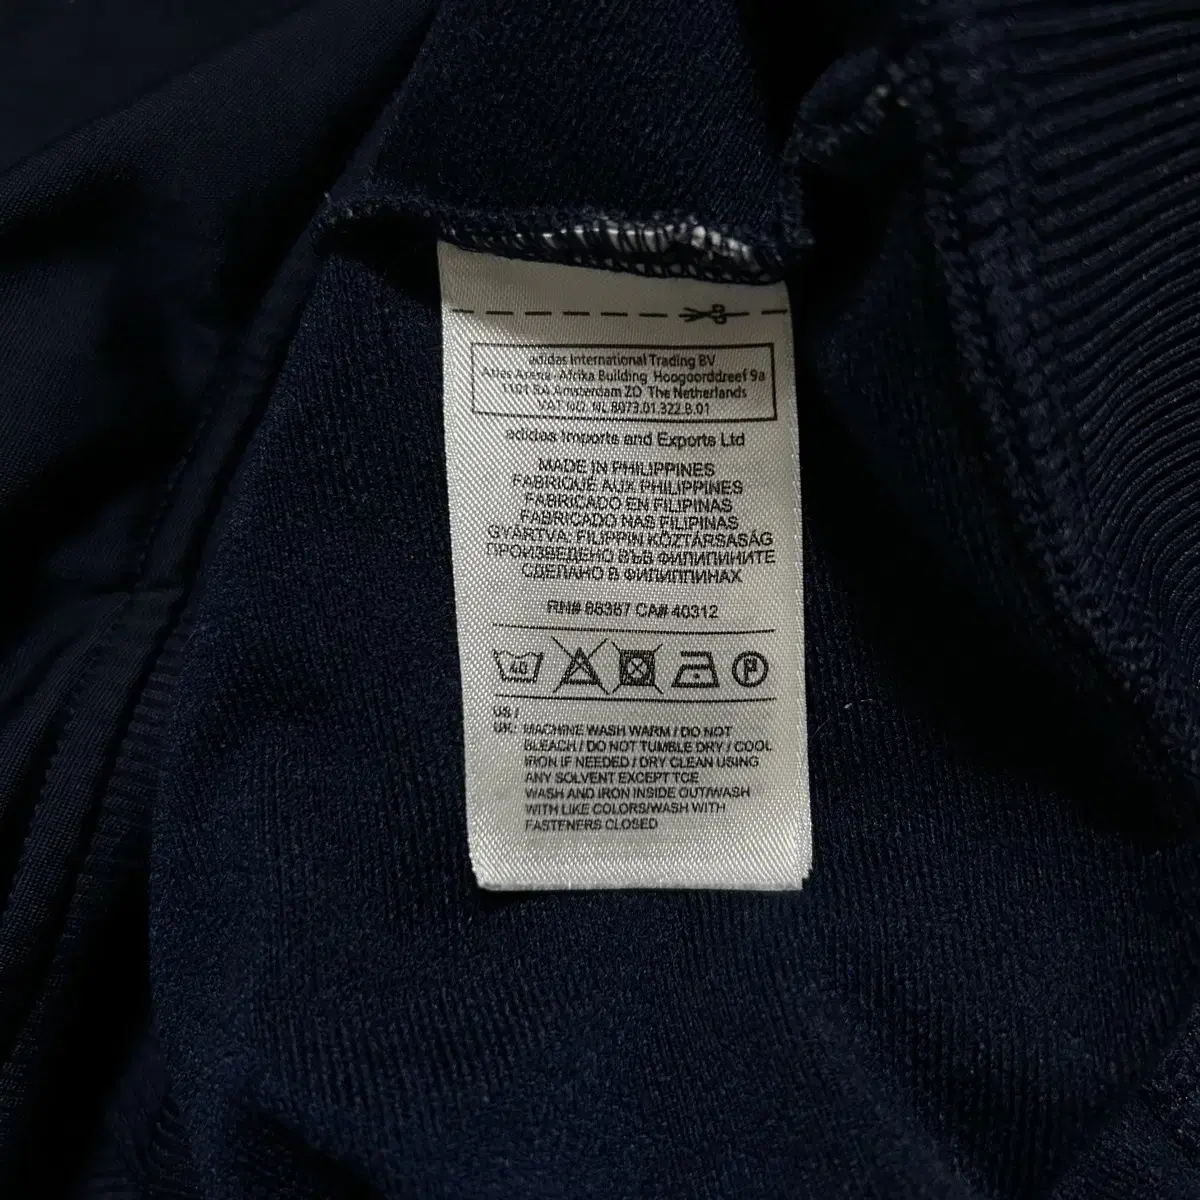 adidas International Trading BV
Atlas Arena - Afrika Building Hoogoorddreef 9a
1101 BA Amsterdam ZO The Netherlands
VAT NO. NL 8073.01.322.B.01
adidas Imports and Exports Ltd
MADE IN PHILIPPINES
FABRIQUÉ AUX PHILIPPINES
FABRICADO EN FILIPINAS
FABRICADO NAS FILIPINAS
GYÁRTVA: FILIPPIN KÖZTÁRSASÁG
ПРОИЗВЕДЕНО ВЪВ ФИЛИПИНИТЕ
СДЕЛАНО В ФИЛИППИНАХ
RN# 88387 CA# 40312
40 P
US /
UK: MACHINE WASH WARM / DO NOT
BLEACH / DO NOT TUMBLE DRY / COOL
IRON IF NEEDED / DRY CLEAN USING
ANY SOLVENT EXCEPT TCE
WASH AND IRON INSIDE OUT/WASH
WITH LIKE COLORS/WASH WITH
FASTENERS CLOSED